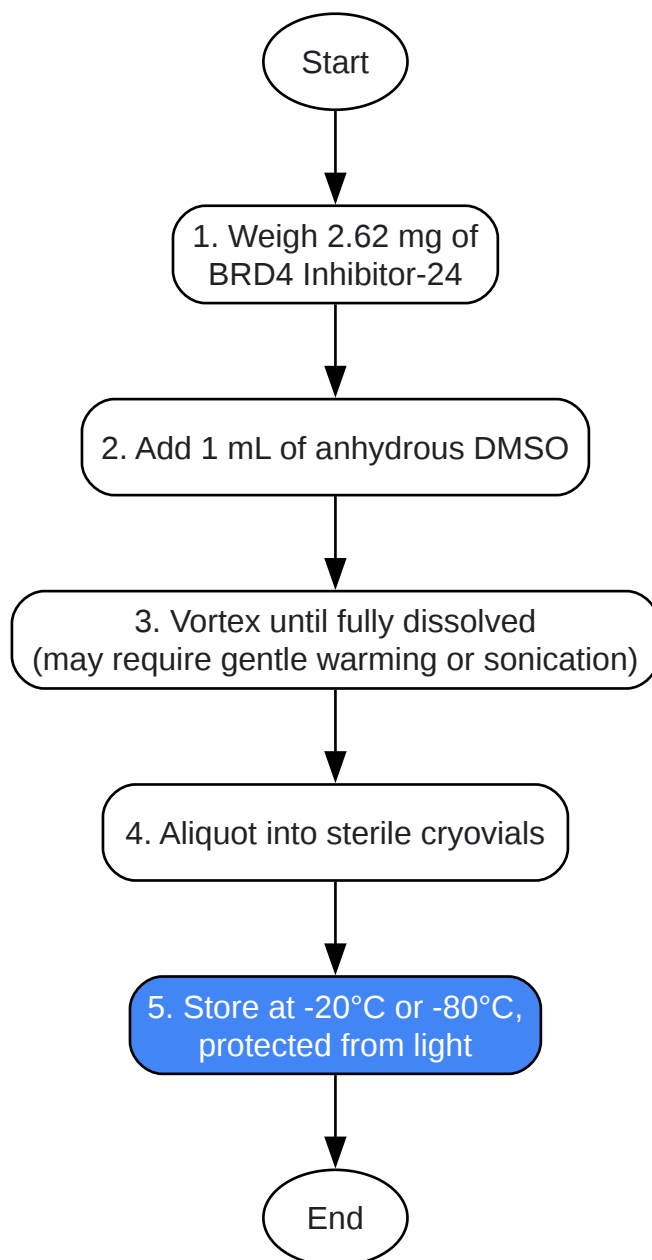 Start
1. Weigh 2.62 mg of
BRD4 Inhibitor-24
2. Add 1 mL of anhydrous DMSO
3. Vortex until fully dissolved
(may require gentle warming or sonication)
4. Aliquot into sterile cryovials
5. Store at -20°C or -80°C,
protected from light
End